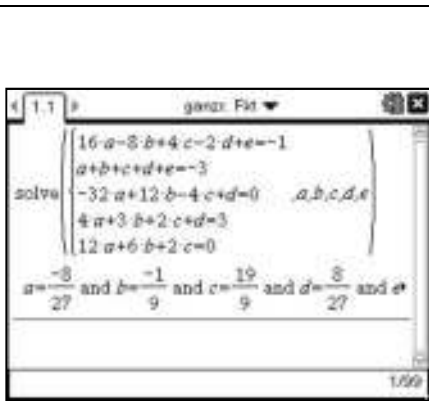 1.1 ganzr. Fkt
16·a−8·b+4·c−2·d+e=−1
a+b+c+d+e=−3
solve −32·a+12·b−4·c+d=0 ,a,b,c,d,e
4·a+3·b+2·c+d=3
12·a+6·b+2·c=0
a=−8/27 and b=−1/9 and c=19/9 and d=8/27 and e
1/99